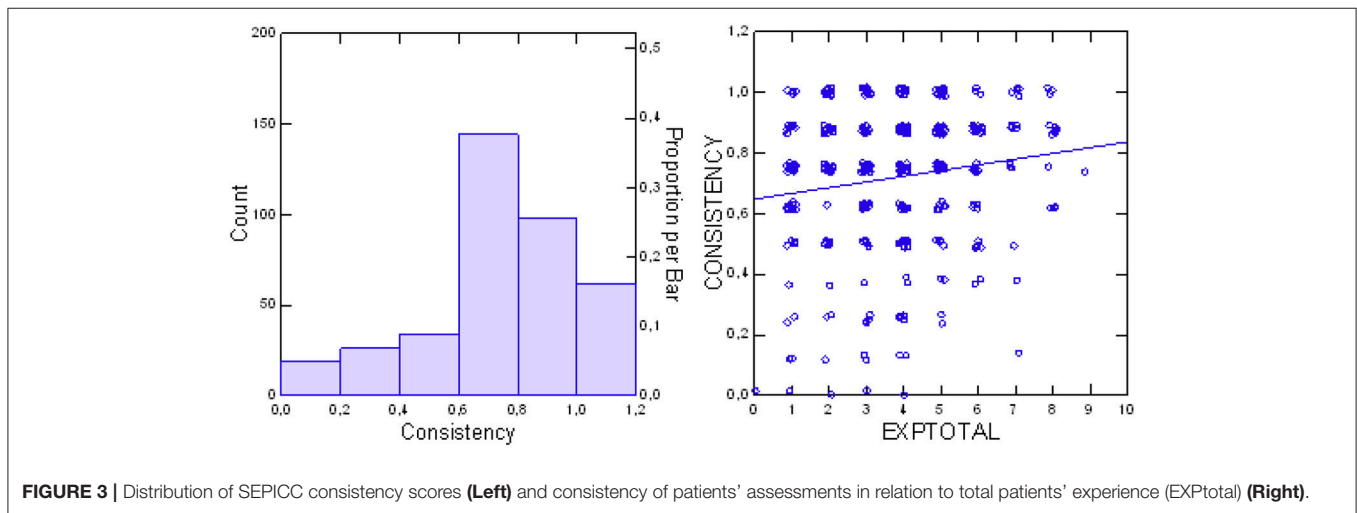 200
150
100
50
0
0,0 0,2 0,4 0,6 0,8 1,0 1,2
Consistency
Count
0,5
0,4
0,3
0,2
0,1
0,0
Proportion per Bar
1,2
1,0
0,8
0,6
0,4
0,2
0,0
CONSISTENCY
0 1 2 3 4 5 6 7 8 9 10
EXPTOTAL
FIGURE 3 | Distribution of SEPICC consistency scores (Left) and consistency of patients' assessments in relation to total patients' experience (EXPtotal) (Right).